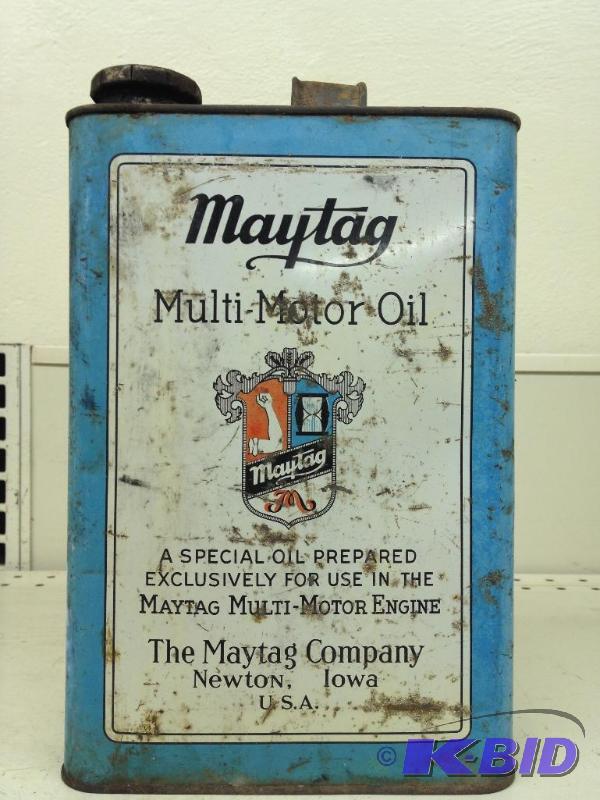 Maytag
Multi-Motor Oil
Maytag
M
A SPECIAL OIL PREPARED
EXCLUSIVELY FOR USE IN THE
MAYTAG MULTI-MOTOR ENGINE
The Maytag Company
Newton, Iowa
U.S.A.
© K-BID